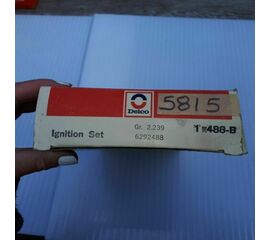 Delco
5815
Ignition Set
Gr. 2.239
6292488
488-B